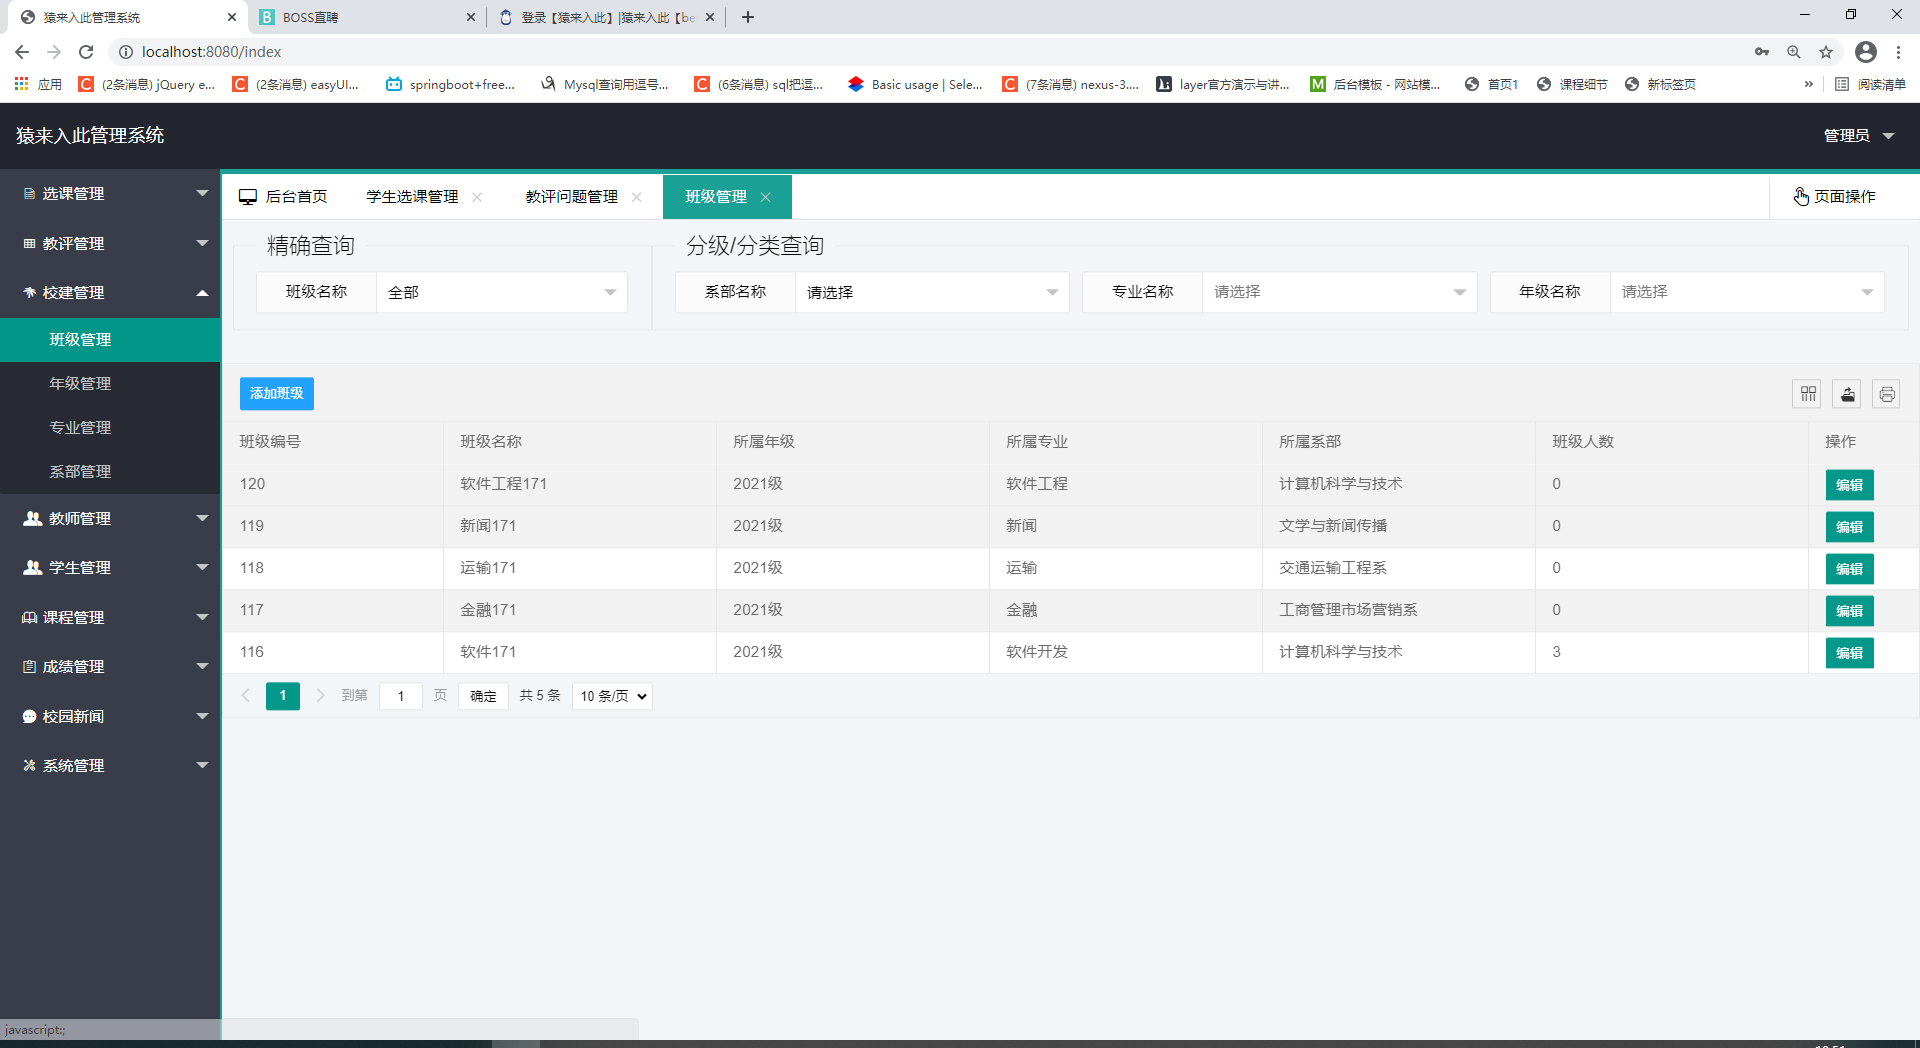 猿来入此管理系统
BOSS直聘
登录【猿来入此】|猿来入此【be
localhost:8080/index
应用
(2条消息) jQuery e...
(2条消息) easyUI...
springboot+free...
Mysql查询用逗号...
(6条消息) sql把逗...
Basic usage | Sele...
(7条消息) nexus-3....
layer官方演示与讲...
后台模板 - 网站模...
首页1
课程细节
新标签页
»
阅读清单
猿来入此管理系统
管理员
选课管理
教评管理
校建管理
班级管理
年级管理
专业管理
系部管理
教师管理
学生管理
课程管理
成绩管理
校园新闻
系统管理
后台首页
学生选课管理
教评问题管理
班级管理
页面操作
精确查询
班级名称 全部
分级/分类查询
系部名称 请选择 专业名称 请选择 年级名称 请选择
添加班级
班级编号 班级名称 所属年级 所属专业 所属系部 班级人数 操作
120 软件工程171 2021级 软件工程 计算机科学与技术 0 编辑
119 新闻171 2021级 新闻 文学与新闻传播 0 编辑
118 运输171 2021级 运输 交通运输工程系 0 编辑
117 金融171 2021级 金融 工商管理市场营销系 0 编辑
116 软件171 2021级 软件开发 计算机科学与技术 3 编辑
1 到第 1 页 确定 共 5 条 10 条/页
javascript:;